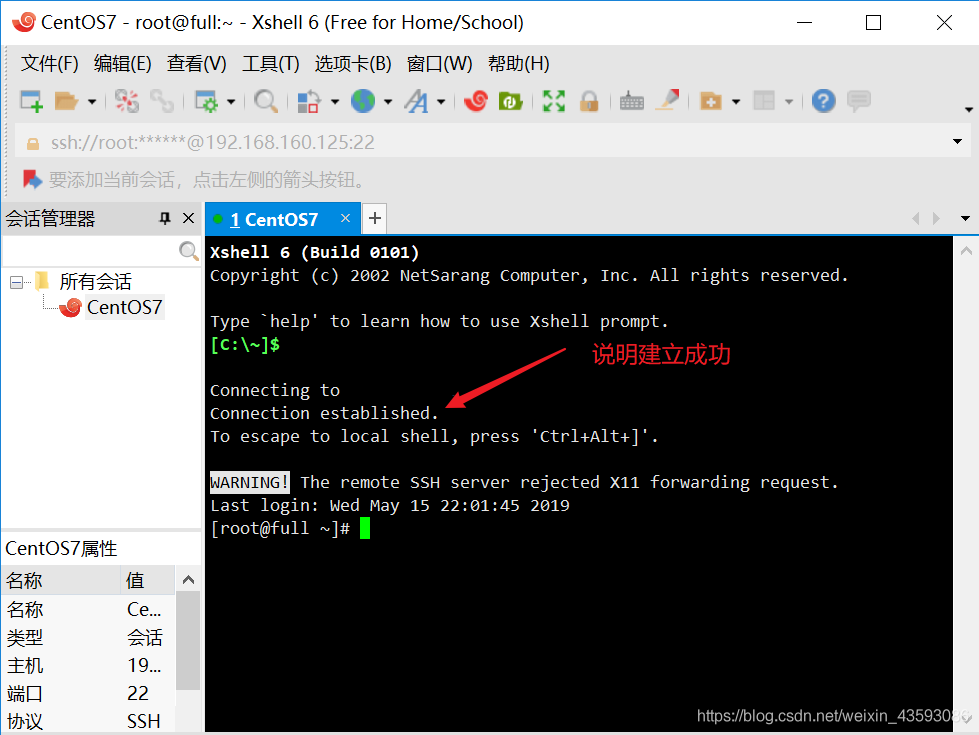 CentOS7 - root@full:~ - Xshell 6 (Free for Home/School)
文件(F) 编辑(E) 查看(V) 工具(T) 选项卡(B) 窗口(W) 帮助(H)
ssh://root:******@192.168.160.125:22
要添加当前会话，点击左侧的箭头按钮。
会话管理器
1 CentOS7
所有会话
CentOS7
Xshell 6 (Build 0101)
Copyright (c) 2002 NetSarang Computer, Inc. All rights reserved.
Type `help' to learn how to use Xshell prompt.
[C:\~]$
说明建立成功
Connecting to
Connection established.
To escape to local shell, press 'Ctrl+Alt+]'.
WARNING! The remote SSH server rejected X11 forwarding request.
Last login: Wed May 15 22:01:45 2019
[root@full ~]#
CentOS7属性
名称 值
名称 Ce...
类型 会话
主机 19...
端口 22
协议 SSH